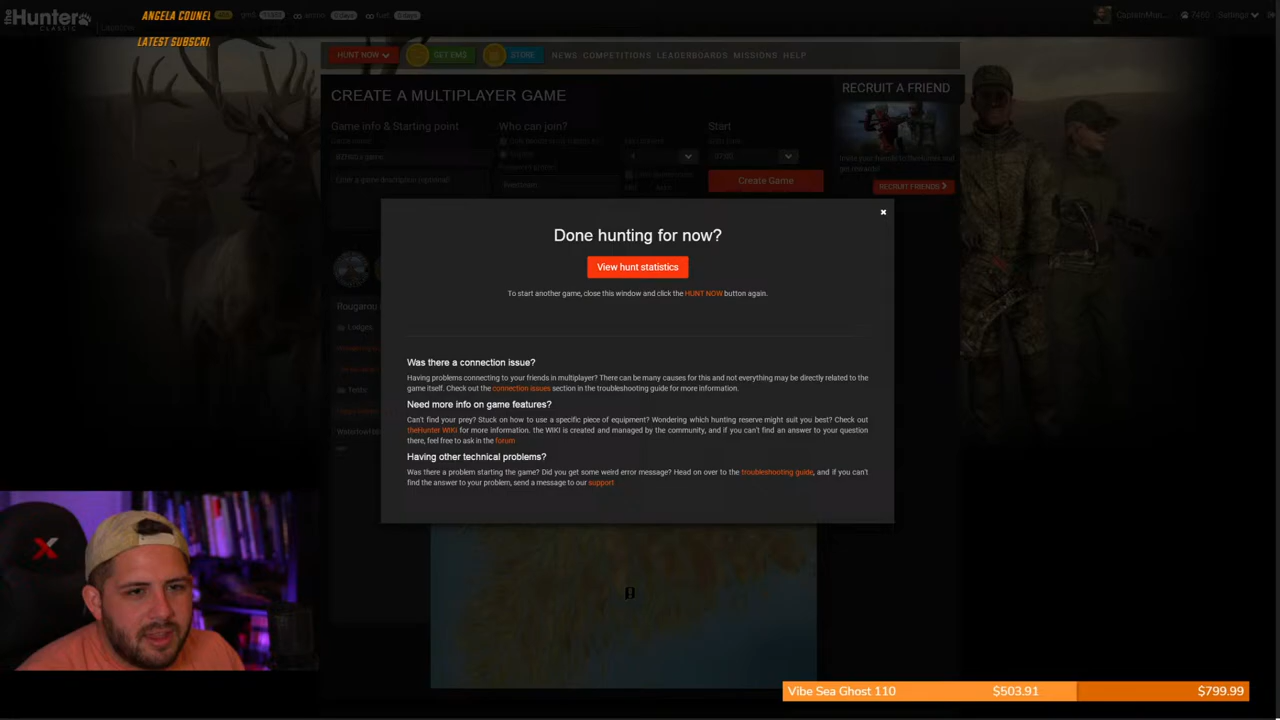 theHunter
CLASSIC
ANGELA COUNEL
LATEST SUBSCRI
Settings
HUNT NOW
GET EMS
STORE
NEWS COMPETITIONS LEADERBOARDS MISSIONS HELP
CREATE A MULTIPLAYER GAME
RECRUIT A FRIEND
Game info & Starting point
Who can join?
Start
Create Game
RECRUIT FRIENDS
Done hunting for now?
View hunt statistics
To start another game, close this window and click the HUNT NOW button again.
Lodges
Tents
Was there a connection issue?
Having problems connecting to your friends in multiplayer? There can be many causes for this and not everything may be directly related to the
game itself. Check out the connection issues section in the troubleshooting guide for more information.
Need more info on game features?
Can't find your prey? Stuck on how to use a specific piece of equipment? Wondering which hunting reserve might suit you best? Check out
theHunter WIKI for more information. the WIKI is created and managed by the community, and if you can't find an answer to your question
there, feel free to ask in the forum
Having other technical problems?
Was there a problem starting the game? Did you get some weird error message? Head on over to the troubleshooting guide, and if you can't
find the answer to your problem, send a message to our support
Vibe Sea Ghost 110 $503.91 $799.99